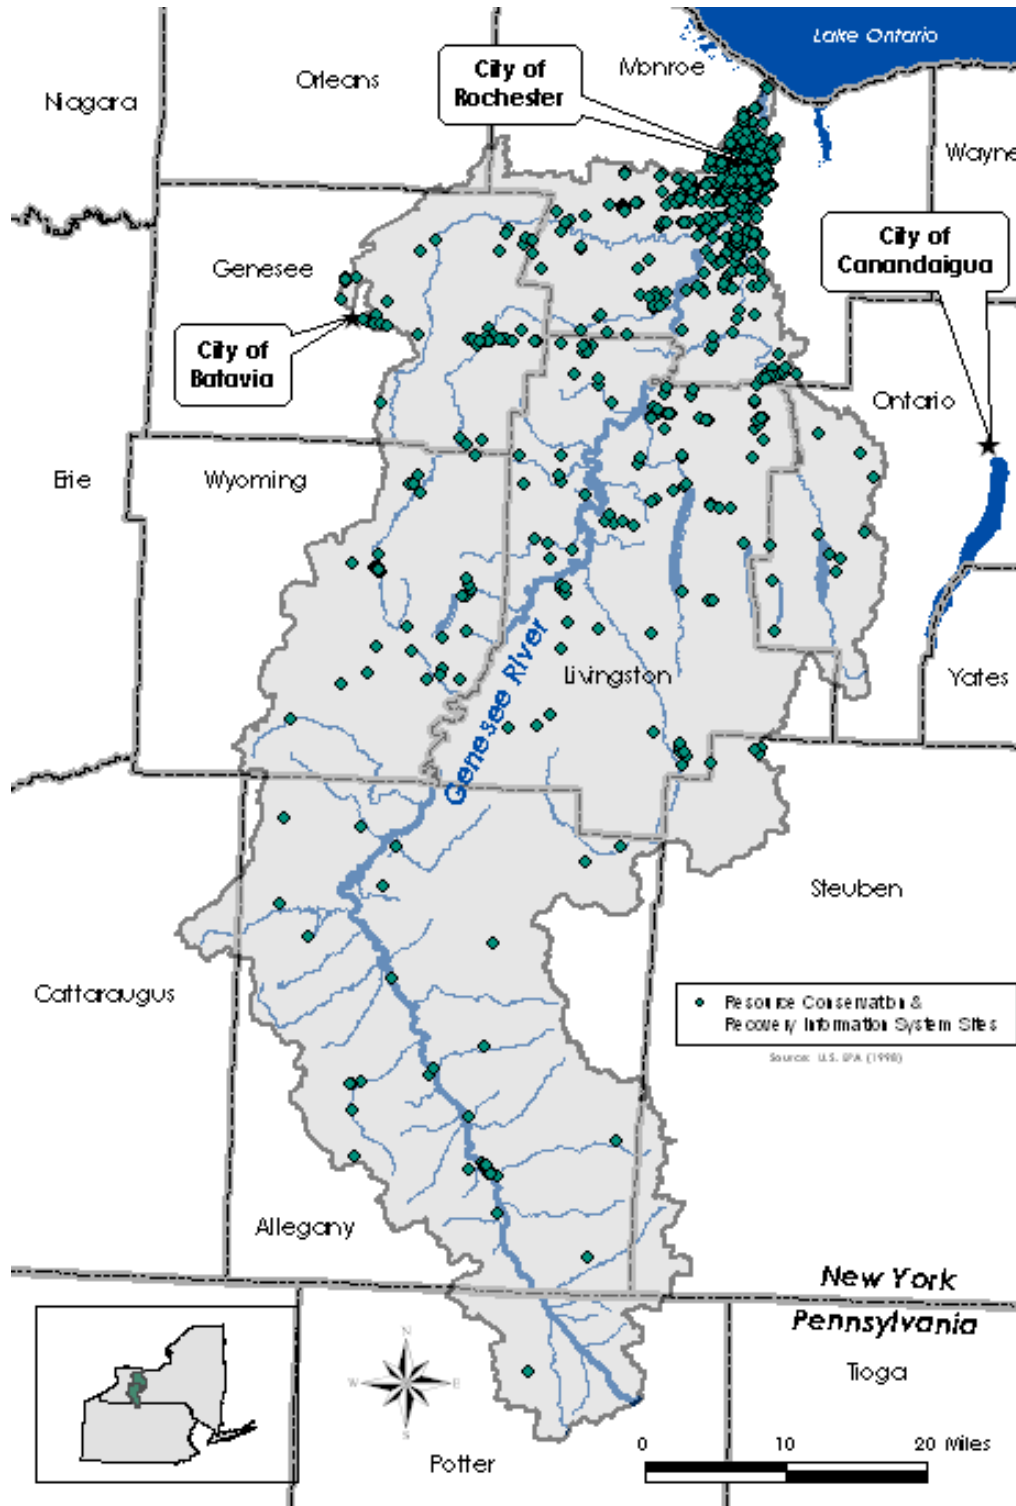 Lake Ontario
City of
Rochester
Monroe
Orleans
Niagara
Wayne
City of
Canandaigua
Genesee
City of
Batavia
Ontario
Erie
Wyoming
Genesee River
Livingston
Yates
Steuben
Cattaraugus
Resource Conservation &
Recovery Information System Sites
Source: U.S. EPA (1998)
Allegany
New York
Pennsylvania
Tioga
N
W
E
S
Potter
0 10 20 Miles